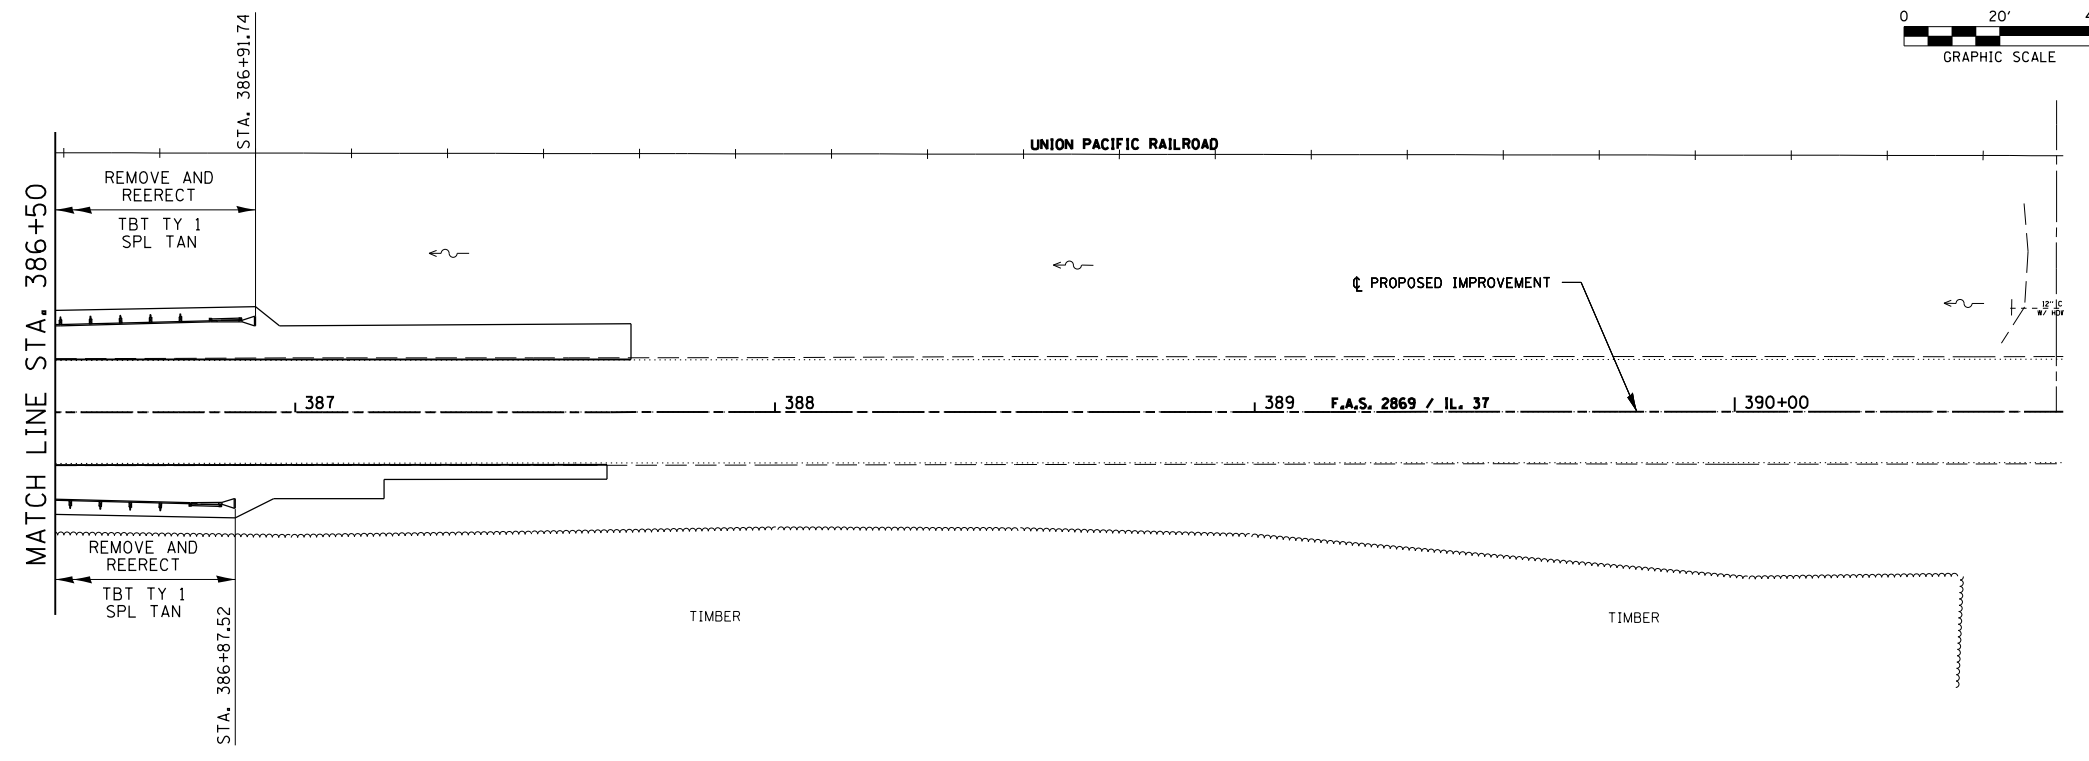 0 20'
GRAPHIC SCALE
STA. 386+91.74
UNION PACIFIC RAILROAD
REMOVE AND
REERECT
TBT TY 1
SPL TAN
MATCH LINE STA. 386+50
℄ PROPOSED IMPROVEMENT
12"
W/
387
388
389
F.A.S. 2869 / IL. 37
390+00
REMOVE AND
REERECT
TBT TY 1
SPL TAN
STA. 386+87.52
TIMBER
TIMBER